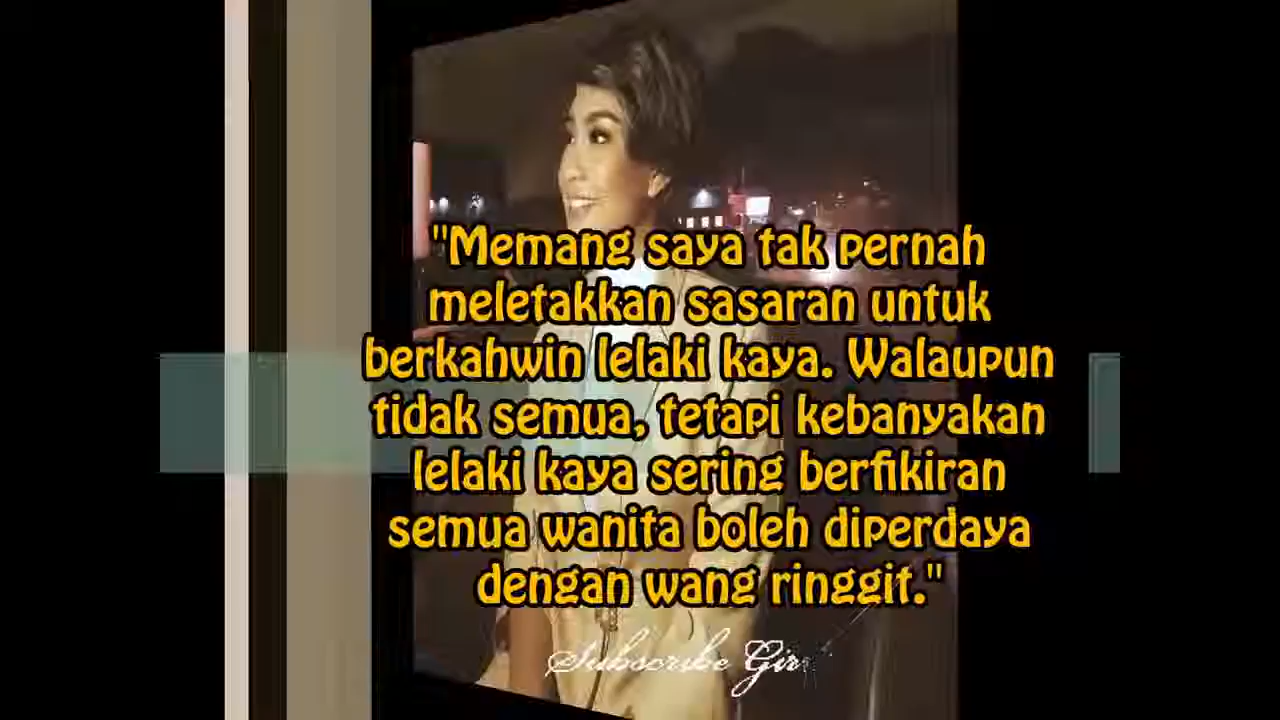 "Memang saya tak pernah
meletakkan sasaran untuk
berkahwin lelaki kaya. Walaupun
tidak semua, tetapi kebanyakan
lelaki kaya sering berfikiran
semua wanita boleh diperdaya
dengan wang ringgit."
Subscribe